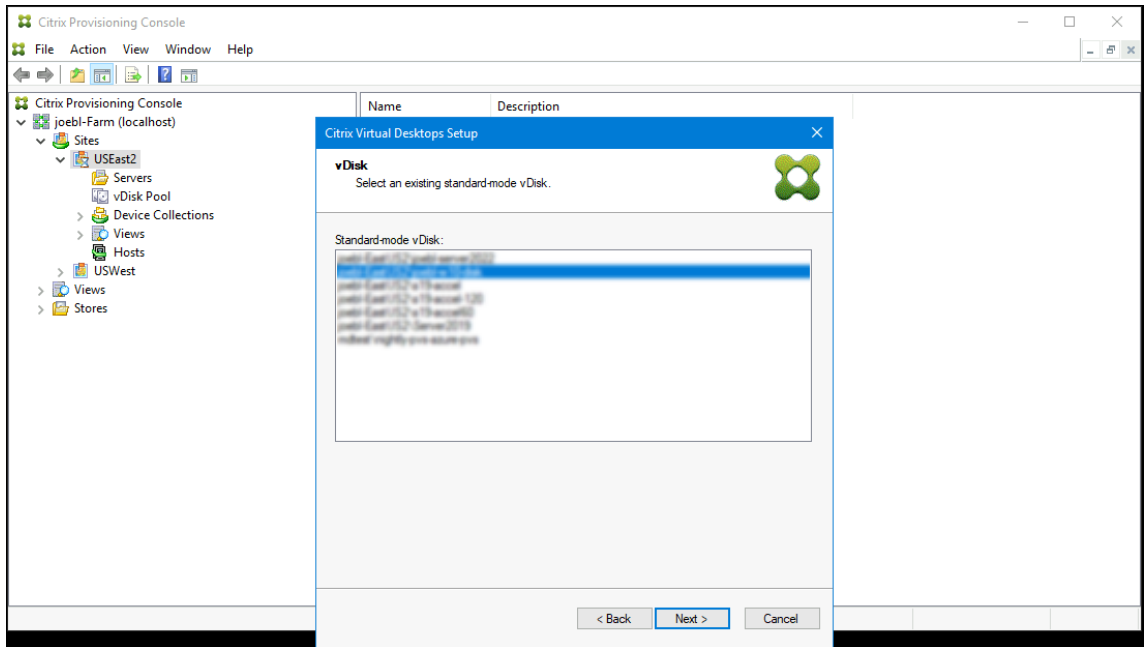 Citrix Provisioning Console
File Action View Window Help
Citrix Provisioning Console
joebl-Farm (localhost)
Sites
USEast2
Servers
vDisk Pool
Device Collections
Views
Hosts
USWest
Views
Stores
Name Description
Citrix Virtual Desktops Setup
vDisk
Select an existing standard-mode vDisk.
Standard-mode vDisk:
< Back Next > Cancel